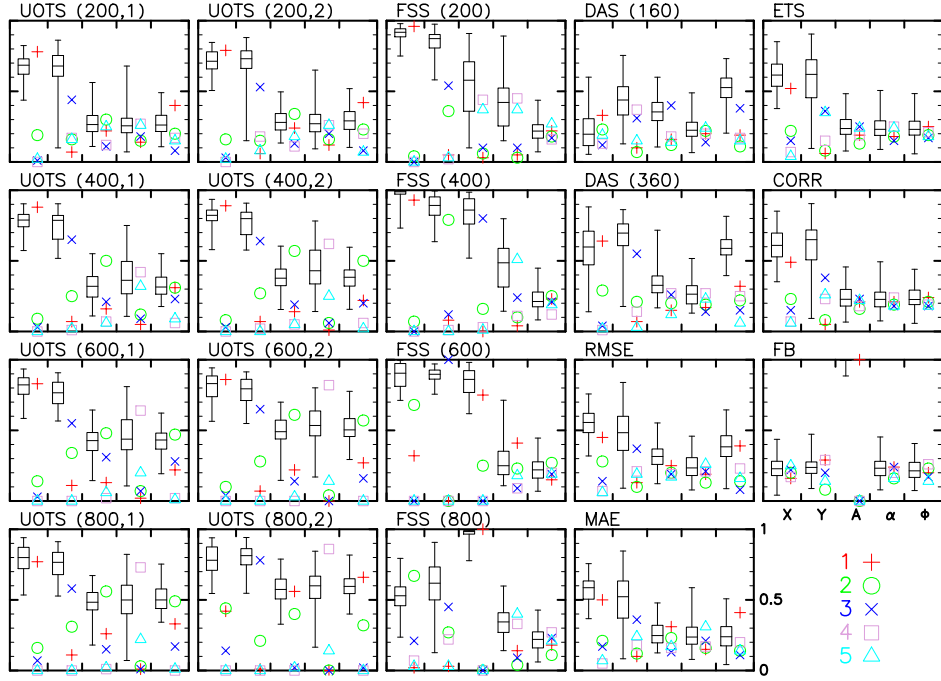 UOTS (200,1) UOTS (200,2) FSS (200) DAS (160) ETS
UOTS (400,1) UOTS (400,2) FSS (400) DAS (360) CORR
UOTS (600,1) UOTS (600,2) FSS (600) RMSE FB
X Y A α Φ
UOTS (800,1) UOTS (800,2) FSS (800) MAE 1
0.5
0
1
2
3
4
5